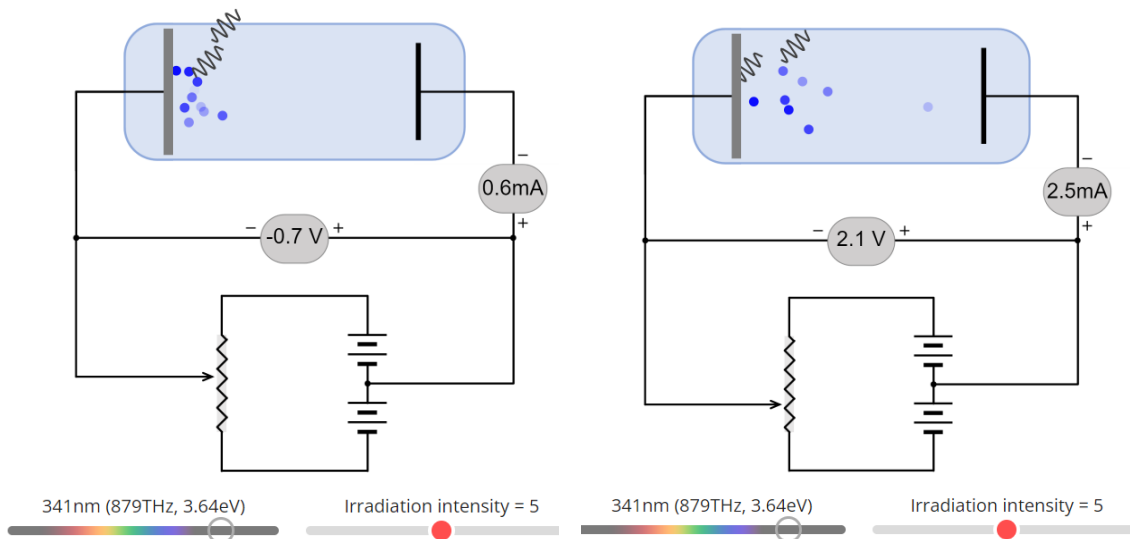 −
0.6mA
+
− -0.7 V +
341nm (879THz, 3.64eV)
Irradiation intensity = 5
−
2.5mA
+
− 2.1 V +
341nm (879THz, 3.64eV)
Irradiation intensity = 5